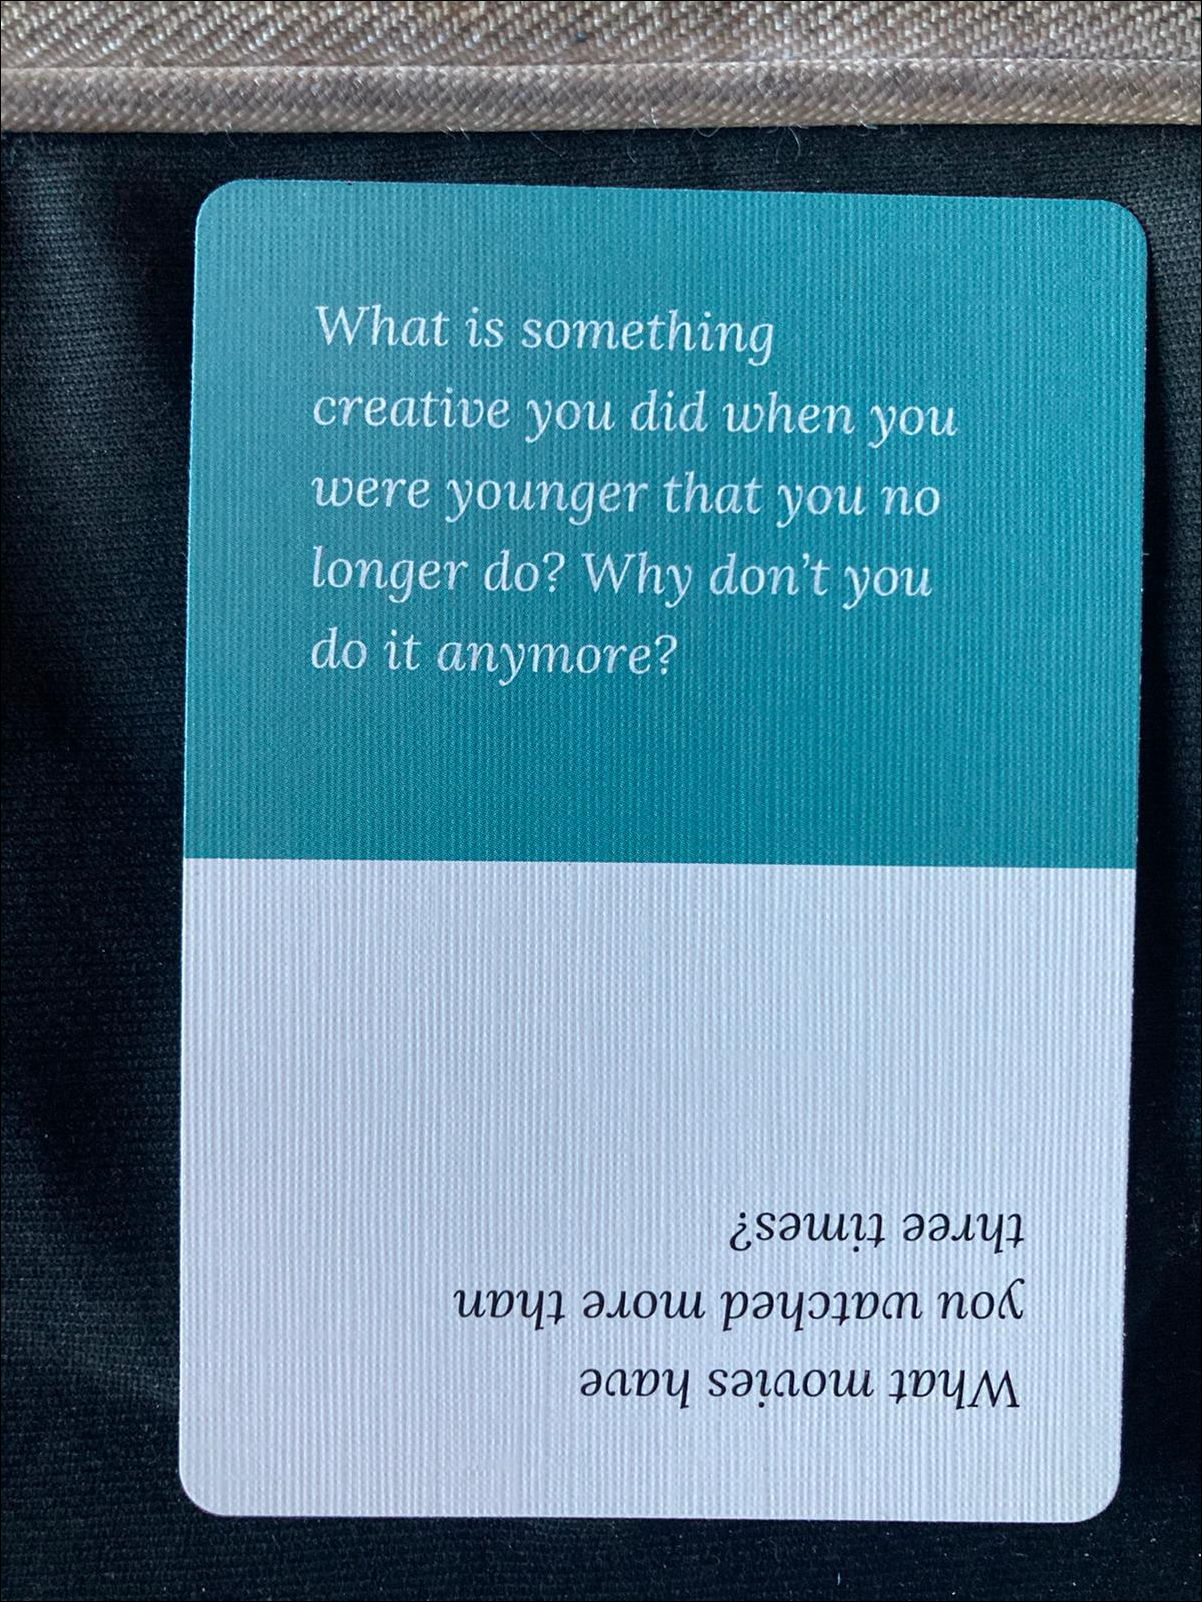 What is something
creative you did when you
were younger that you no
longer do? Why don’t you
do it anymore?
What movies have
you watched more than
three times?